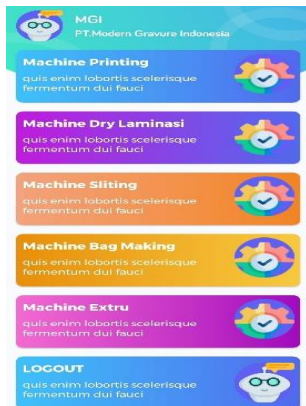 MGI
PT.Modern Gravure Indonesia
Machine Printing
quis enim lobortis scelerisque
fermentum dui fauci
Machine Dry Laminasi
quis enim lobortis scelerisque
fermentum dui fauci
Machine Sliting
quis enim lobortis scelerisque
fermentum dui fauci
Machine Bag Making
quis enim lobortis scelerisque
fermentum dui fauci
Machine Extru
quis enim lobortis scelerisque
fermentum dui fauci
LOGOUT
quis enim lobortis scelerisque
fermentum dui fauci